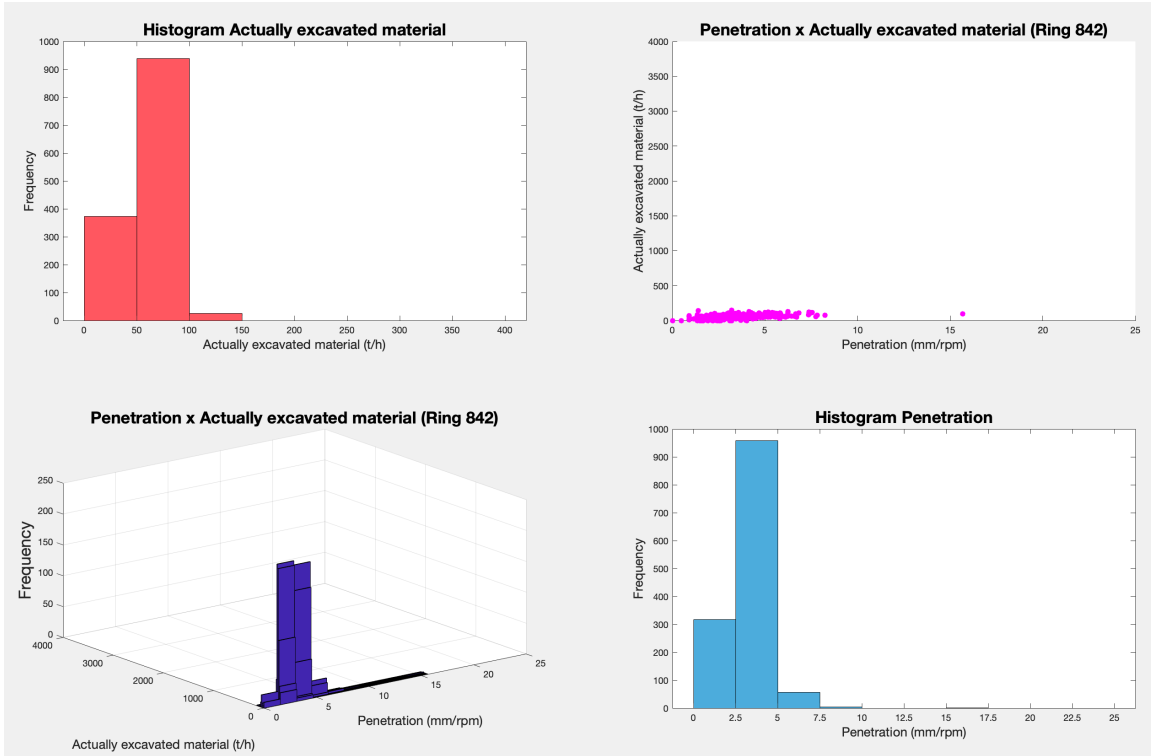 Histogram Actually excavated material
1000
900
800
700
600
500
400
300
200
100
0
Frequency
0 50 100 150 200 250 300 350 400
Actually excavated material (t/h)
Penetration x Actually excavated material (Ring 842)
4000
3500
3000
2500
2000
1500
1000
500
0
Actually excavated material (t/h)
0 5 10 15 20 25
Penetration (mm/rpm)
Penetration x Actually excavated material (Ring 842)
250
200
150
100
50
0
Frequency
4000
3000
2000
1000
0
0 5 10 15 20 25
Penetration (mm/rpm)
Actually excavated material (t/h)
Histogram Penetration
1000
900
800
700
600
500
400
300
200
100
0
Frequency
0 2.5 5 7.5 10 12.5 15 17.5 20 22.5 25
Penetration (mm/rpm)